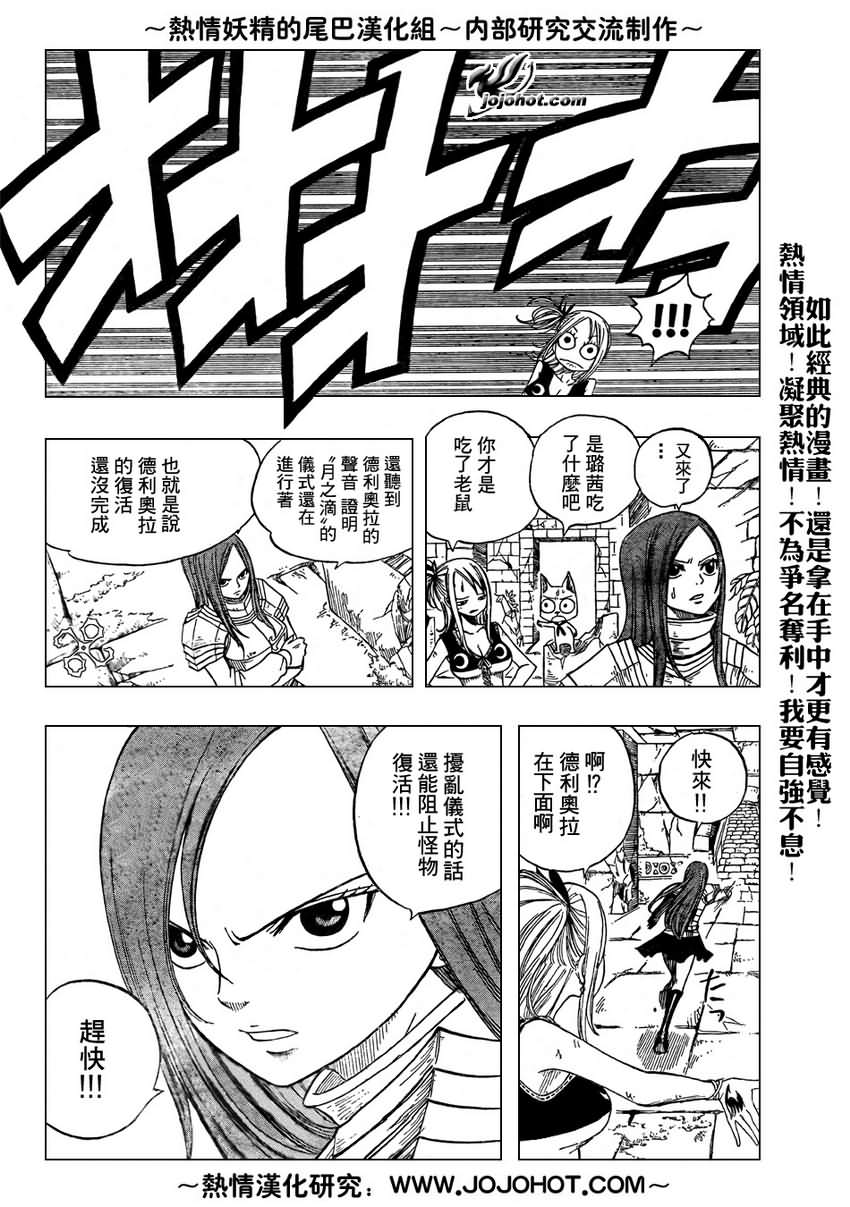 ～熱情妖精的尾巴漢化組～内部研究交流制作～
jojohot.com
!!!
又來了
…
是璐茜吃
了什麼吧
你才是
吃了老鼠
還聽到
德利奧拉的
聲音 證明
“月之滴”的
儀式還在
進行著
也就是說
德利奧拉
的復活
還沒完成
快來!!
啊!?
德利奧拉
在下面啊
擾亂儀式的話
還能阻止怪物
復活!!!
趕快!!!
如此經典的漫畫！還是拿在手中才更有感覺！
熱情領域！凝聚熱情！不為爭名奪利！我要自強不息！
～熱情漢化研究：WWW.JOJOHOT.COM～